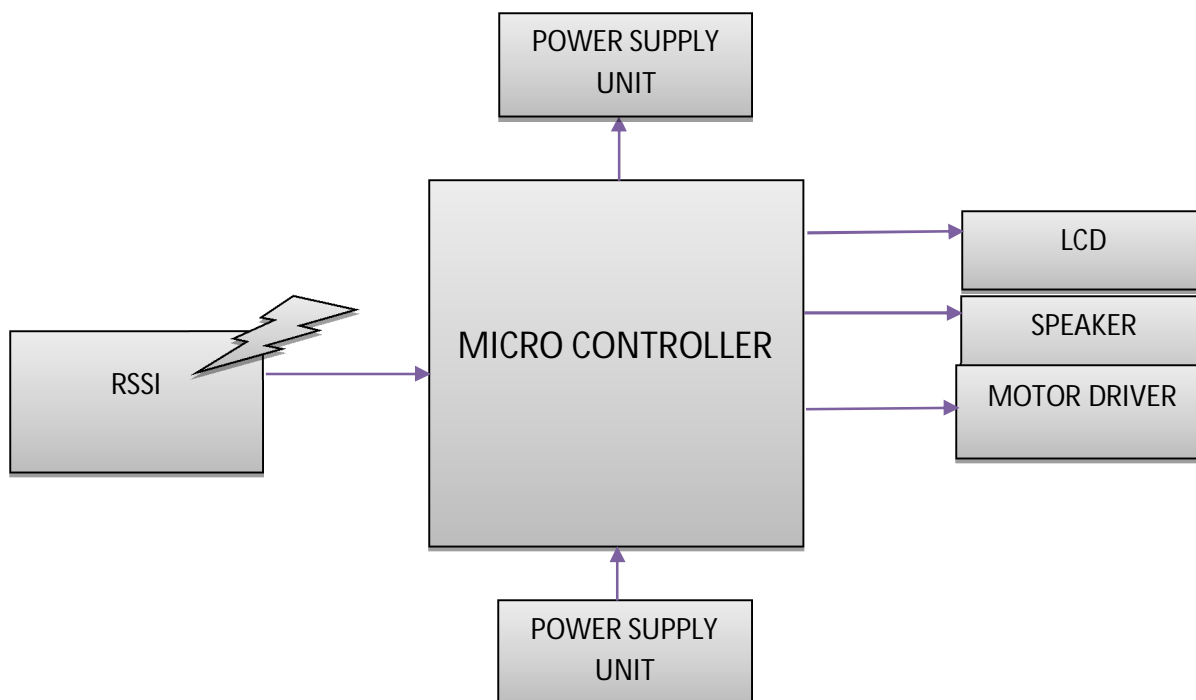 POWER SUPPLY
UNIT
LCD
SPEAKER
MICRO CONTROLLER
RSSI
MOTOR DRIVER
POWER SUPPLY
UNIT